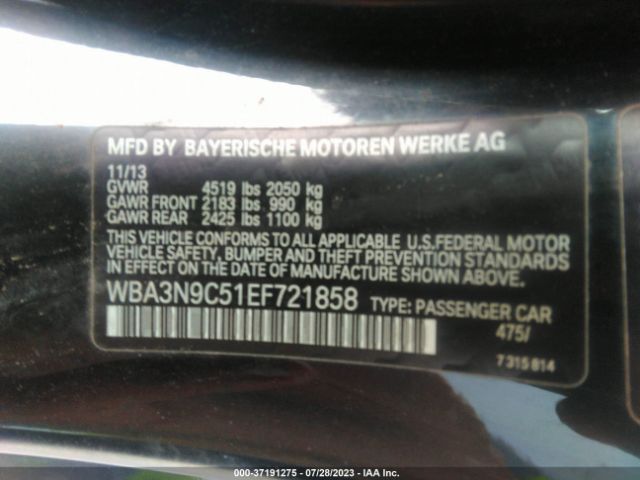 MFD BY BAYERISCHE MOTOREN WERKE AG
11/13
GVWR 4519 lbs 2050 kg
GAWR FRONT 2183 lbs 990 kg
GAWR REAR 2425 lbs 1100 kg
THIS VEHICLE CONFORMS TO ALL APPLICABLE U.S.FEDERAL MOTOR
VEHICLE SAFETY, BUMPER, AND THEFT PREVENTION STANDARDS
IN EFFECT ON THE DATE OF MANUFACTURE SHOWN ABOVE.
WBA3N9C51EF721858 TYPE: PASSENGER CAR
475/
7315814
000-37191275 - 07/28/2023 - IAA Inc.